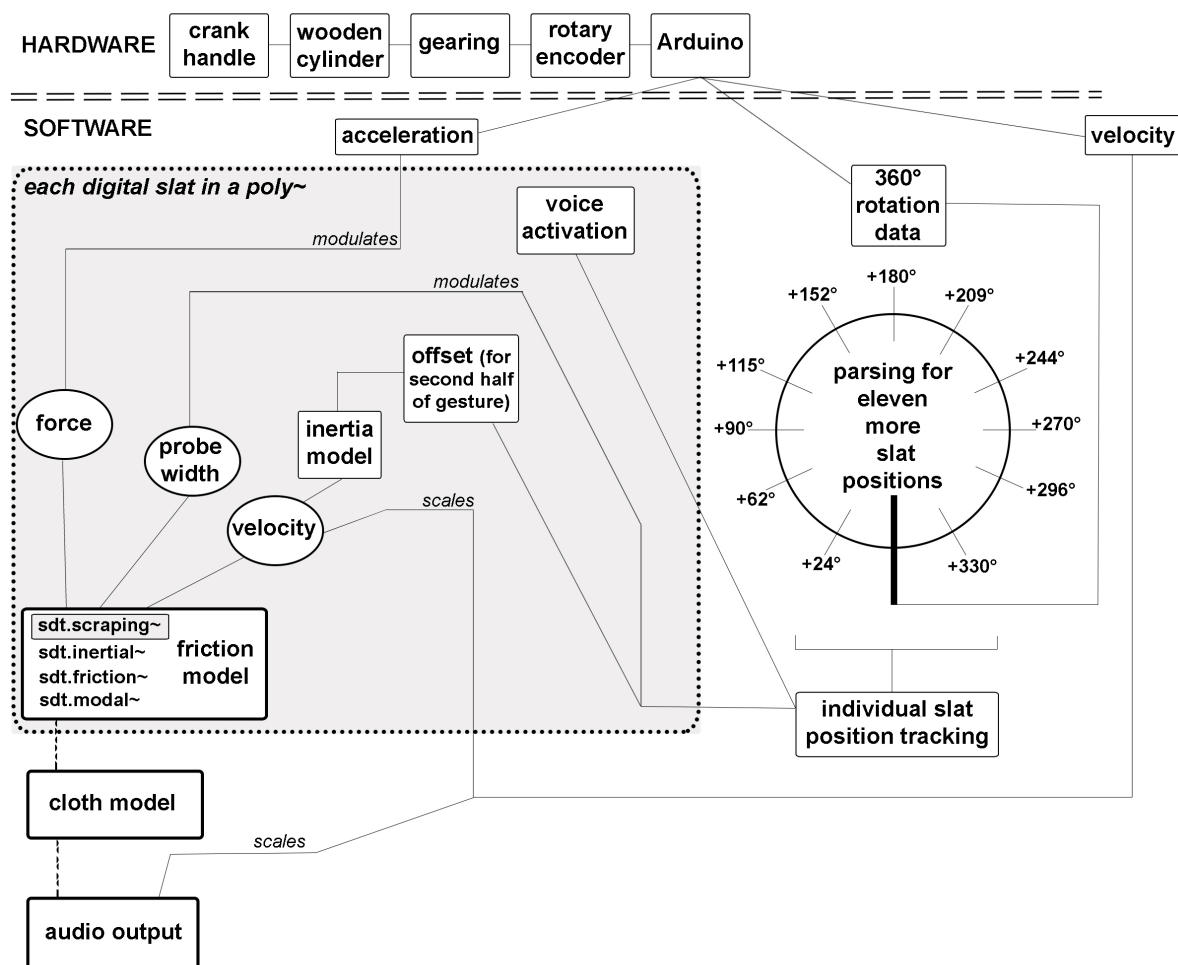 HARDWARE
crank
handle
wooden
cylinder
gearing
rotary
encoder
Arduino
SOFTWARE
acceleration
velocity
each digital slat in a poly~
voice
activation
360°
rotation
data
modulates
modulates
+180°
+152°
+209°
+115°
+244°
+90°
+270°
+62°
+296°
+24°
+330°
parsing for
eleven
more
slat
positions
offset (for
second half
of gesture)
force
probe
width
inertia
model
velocity
scales
sdt.scraping~
sdt.inertial~
sdt.friction~
sdt.modal~
friction
model
individual slat
position tracking
cloth model
scales
audio output